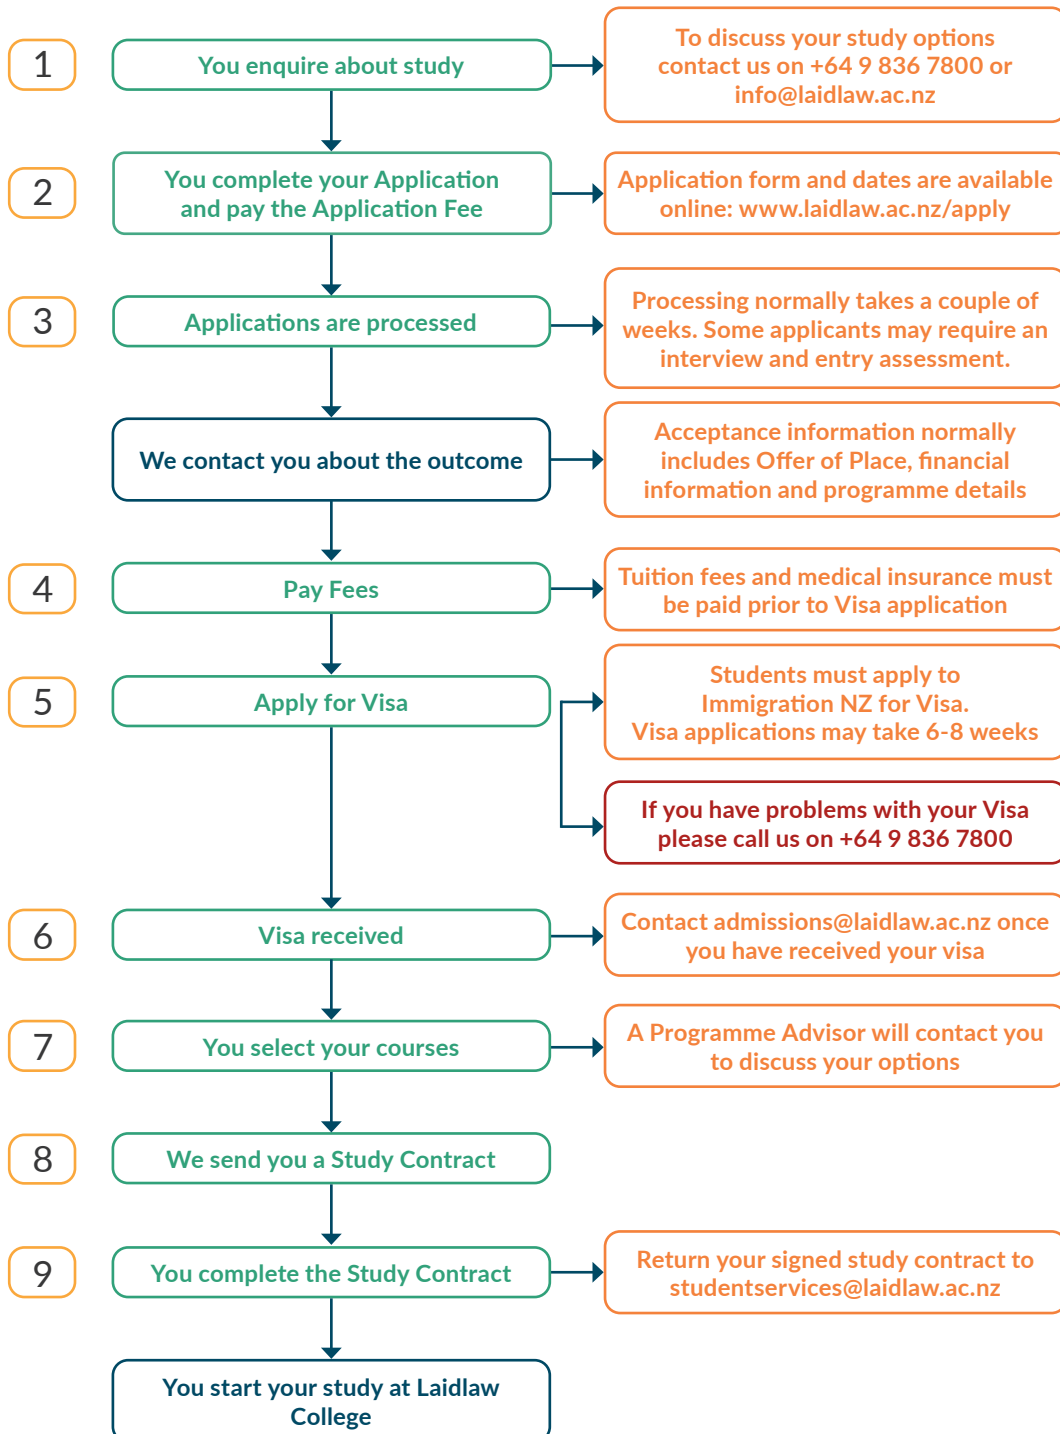 1
You enquire about study
To discuss your study options
contact us on +64 9 836 7800 or
info@laidlaw.ac.nz
2
You complete your Application
and pay the Application Fee
Application form and dates are available
online: www.laidlaw.ac.nz/apply
3
Applications are processed
Processing normally takes a couple of
weeks. Some applicants may require an
interview and entry assessment.
We contact you about the outcome
Acceptance information normally
includes Offer of Place, financial
information and programme details
4
Pay Fees
Tuition fees and medical insurance must
be paid prior to Visa application
5
Apply for Visa
Students must apply to
Immigration NZ for Visa.
Visa applications may take 6-8 weeks
If you have problems with your Visa
please call us on +64 9 836 7800
6
Visa received
Contact admissions@laidlaw.ac.nz once
you have received your visa
7
You select your courses
A Programme Advisor will contact you
to discuss your options
8
We send you a Study Contract
9
You complete the Study Contract
Return your signed study contract to
studentservices@laidlaw.ac.nz
You start your study at Laidlaw
College